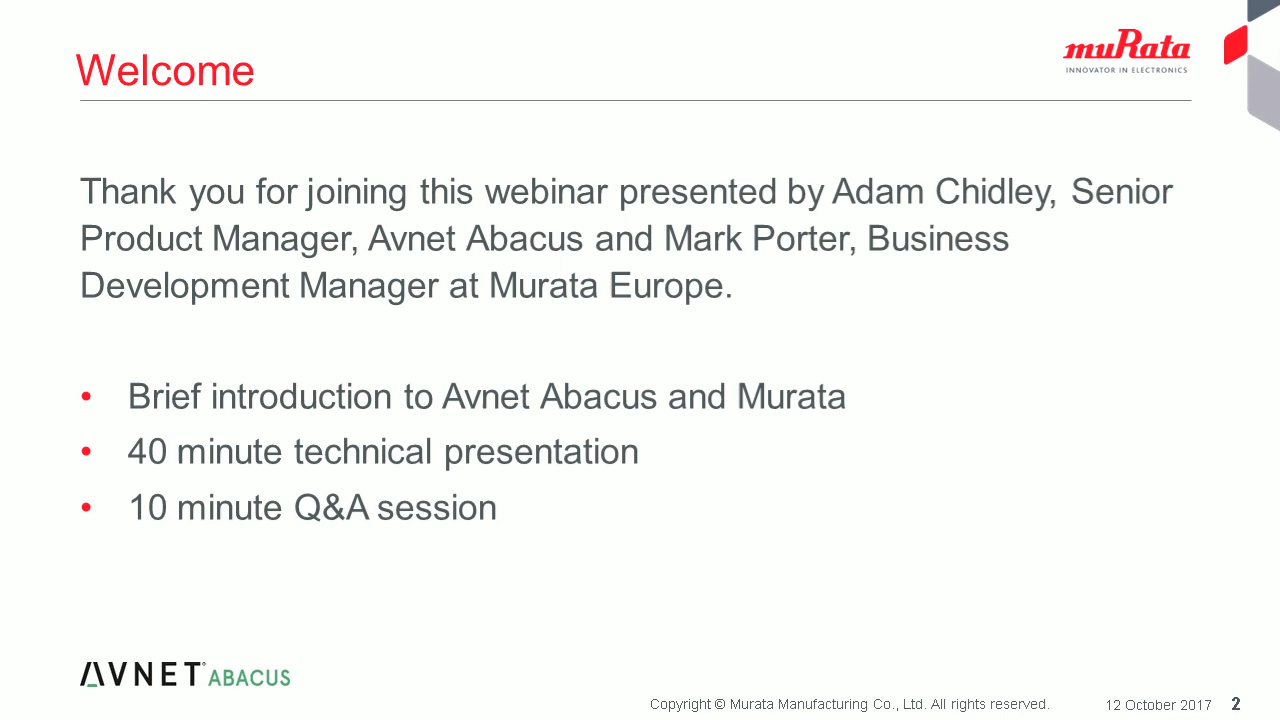 Welcome
muRata
INNOVATOR IN ELECTRONICS
Thank you for joining this webinar presented by Adam Chidley, Senior
Product Manager, Avnet Abacus and Mark Porter, Business
Development Manager at Murata Europe.
• Brief introduction to Avnet Abacus and Murata
• 40 minute technical presentation
• 10 minute Q&A session
AVNET® ABACUS
Copyright © Murata Manufacturing Co., Ltd. All rights reserved. 12 October 2017 2